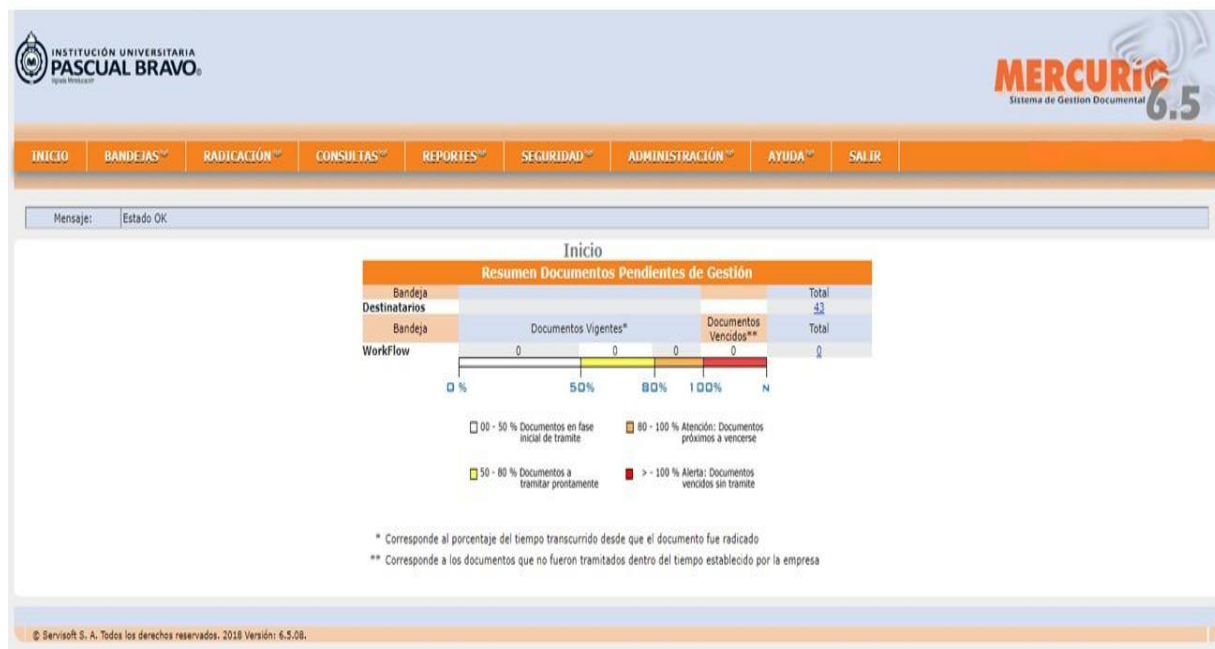 INSTITUCIÓN UNIVERSITARIA
PASCUAL BRAVO®
MERCURIO
Sistema de Gestion Documental
6.5
INICIO BANDEJAS RADICACIÓN CONSULTAS REPORTES SEGURIDAD ADMINISTRACIÓN AYUDA SALIR
Mensaje: Estado OK
Inicio
Resumen Documentos Pendientes de Gestión
Bandeja Total
Destinatarios 43
Bandeja Documentos Vigentes* Documentos Vencidos** Total
WorkFlow 0 0 0 0 0
0 % 50% 80% 100% N
00 - 50 % Documentos en fase inicial de tramite
80 - 100 % Atención: Documentos próximos a vencerse
50 - 80 % Documentos a tramitar prontamente
> - 100 % Alerta: Documentos vencidos sin tramite
* Corresponde al porcentaje del tiempo transcurrido desde que el documento fue radicado
** Corresponde a los documentos que no fueron tramitados dentro del tiempo establecido por la empresa
© Servisoft S. A. Todos los derechos reservados. 2018 Versión: 6.5.08.